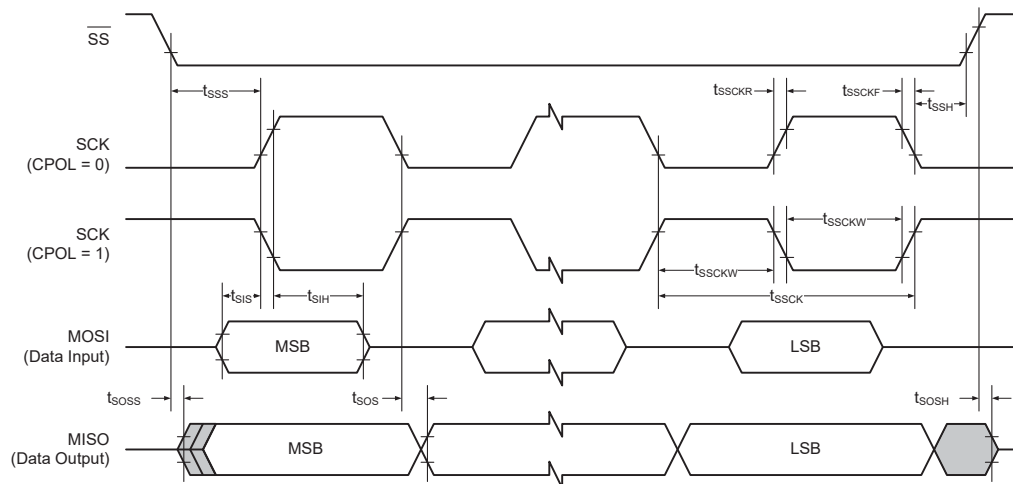 SS
tSSS
tSSCKR
tSSCKF
tSSH
SCK
(CPOL = 0)
SCK
(CPOL = 1)
tSSCKW
tSSCKW
tSSCK
tSIS
tSIH
MOSI
(Data Input)
MSB
LSB
tSOSS
tSOS
tSOSH
MISO
(Data Output)
MSB
LSB